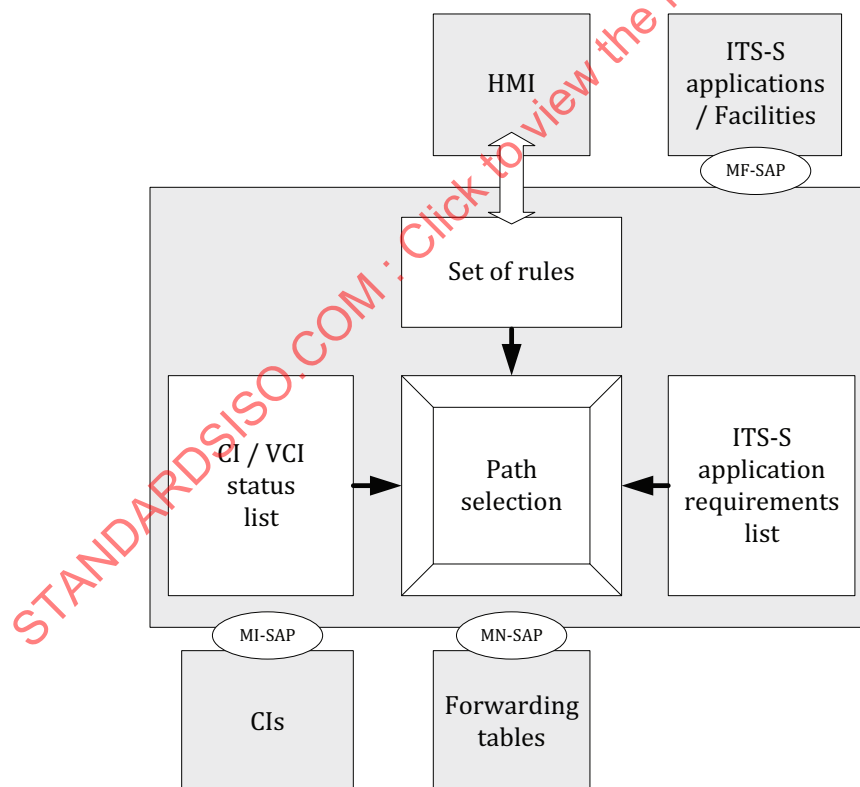 HMI
ITS-S
applications
/ Facilities
MF-SAP
Set of rules
CI / VCI
status
list
Path
selection
ITS-S
application
requirements
list
MI-SAP
MN-SAP
CIs
Forwarding
tables
STANDARDSISO.COM : Click to view the